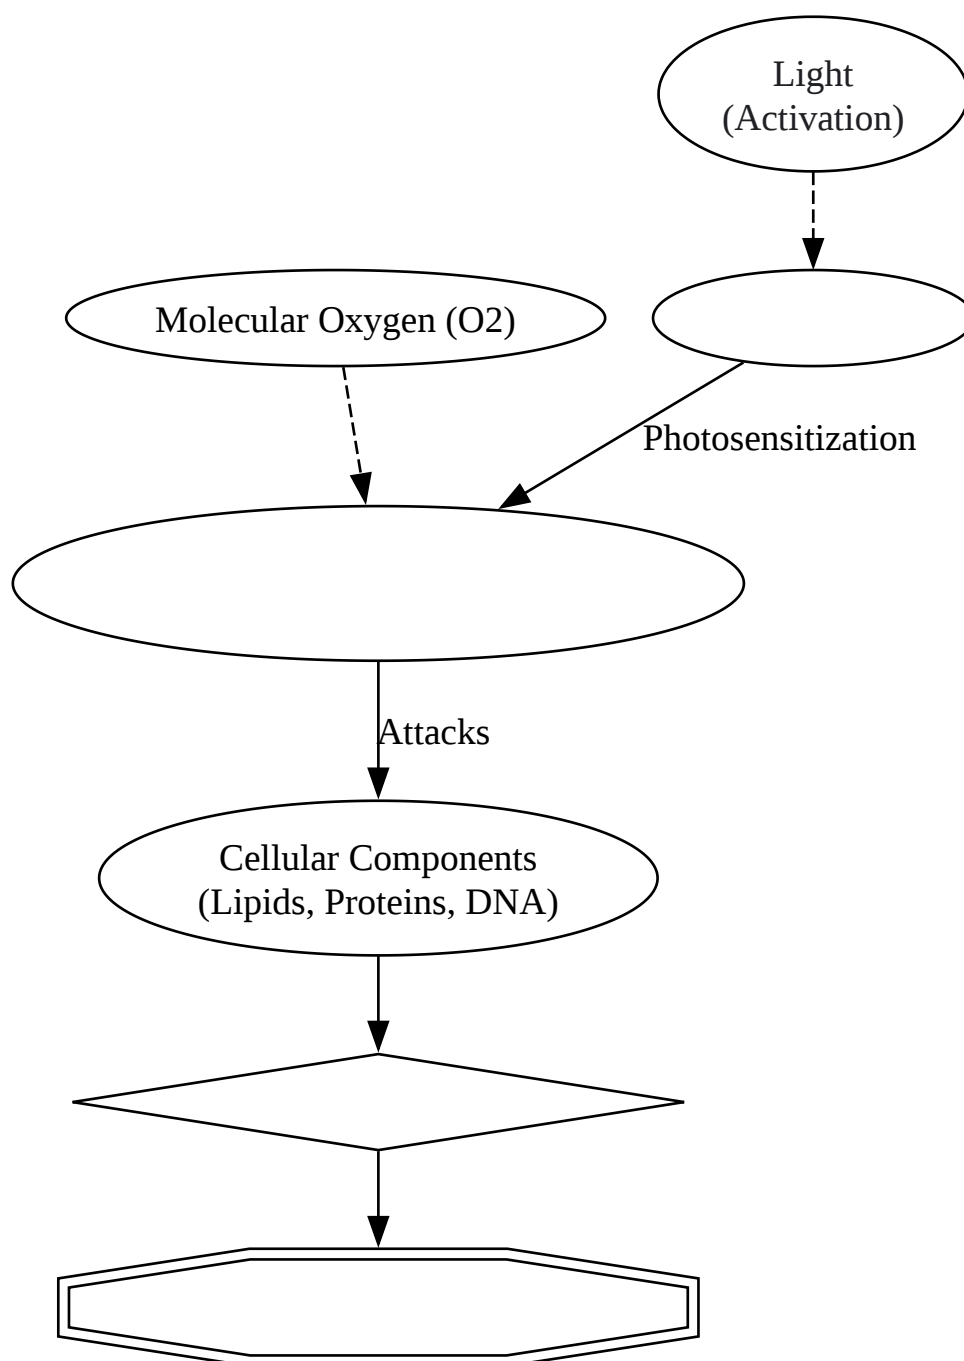 Light
(Activation)
Molecular Oxygen (O2)
Photosensitization
Attacks
Cellular Components
(Lipids, Proteins, DNA)